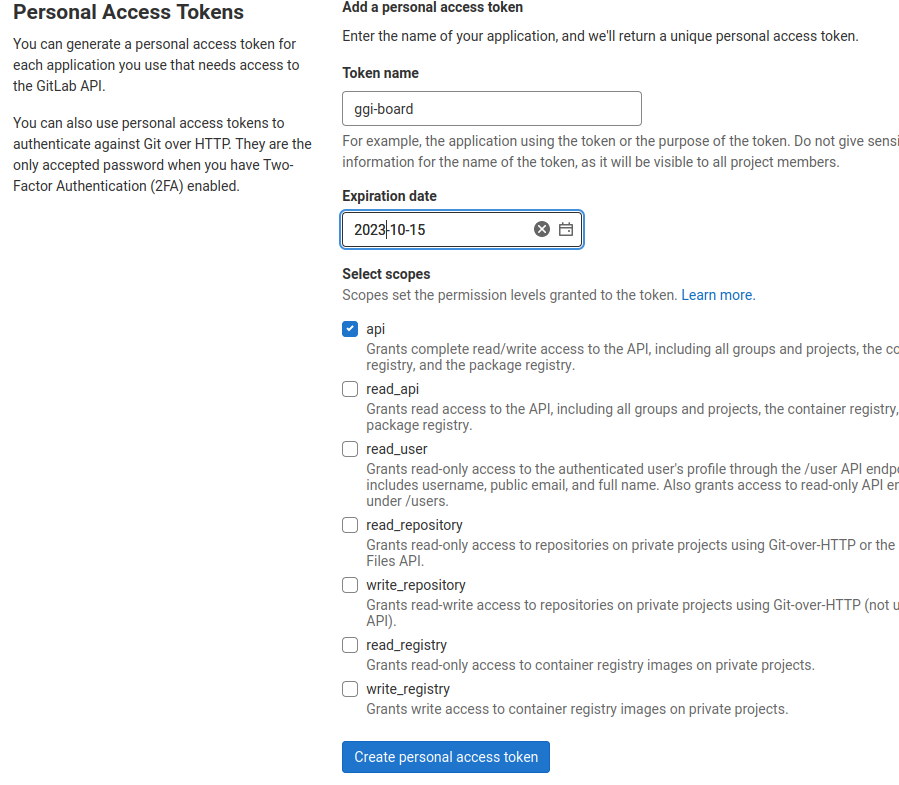 Personal Access Tokens
You can generate a personal access token for
each application you use that needs access to
the GitLab API.
You can also use personal access tokens to
authenticate against Git over HTTP. They are the
only accepted password when you have Two-
Factor Authentication (2FA) enabled.
Add a personal access token
Enter the name of your application, and we'll return a unique personal access token.
Token name
ggi-board
For example, the application using the token or the purpose of the token. Do not give sensi
information for the name of the token, as it will be visible to all project members.
Expiration date
2023-10-15
Select scopes
Scopes set the permission levels granted to the token. Learn more.
api
Grants complete read/write access to the API, including all groups and projects, the co
registry, and the package registry.
read_api
Grants read access to the API, including all groups and projects, the container registry,
package registry.
read_user
Grants read-only access to the authenticated user's profile through the /user API endpo
includes username, public email, and full name. Also grants access to read-only API en
under /users.
read_repository
Grants read-only access to repositories on private projects using Git-over-HTTP or the
Files API.
write_repository
Grants read-write access to repositories on private projects using Git-over-HTTP (not u
API).
read_registry
Grants read-only access to container registry images on private projects.
write_registry
Grants write access to container registry images on private projects.
Create personal access token